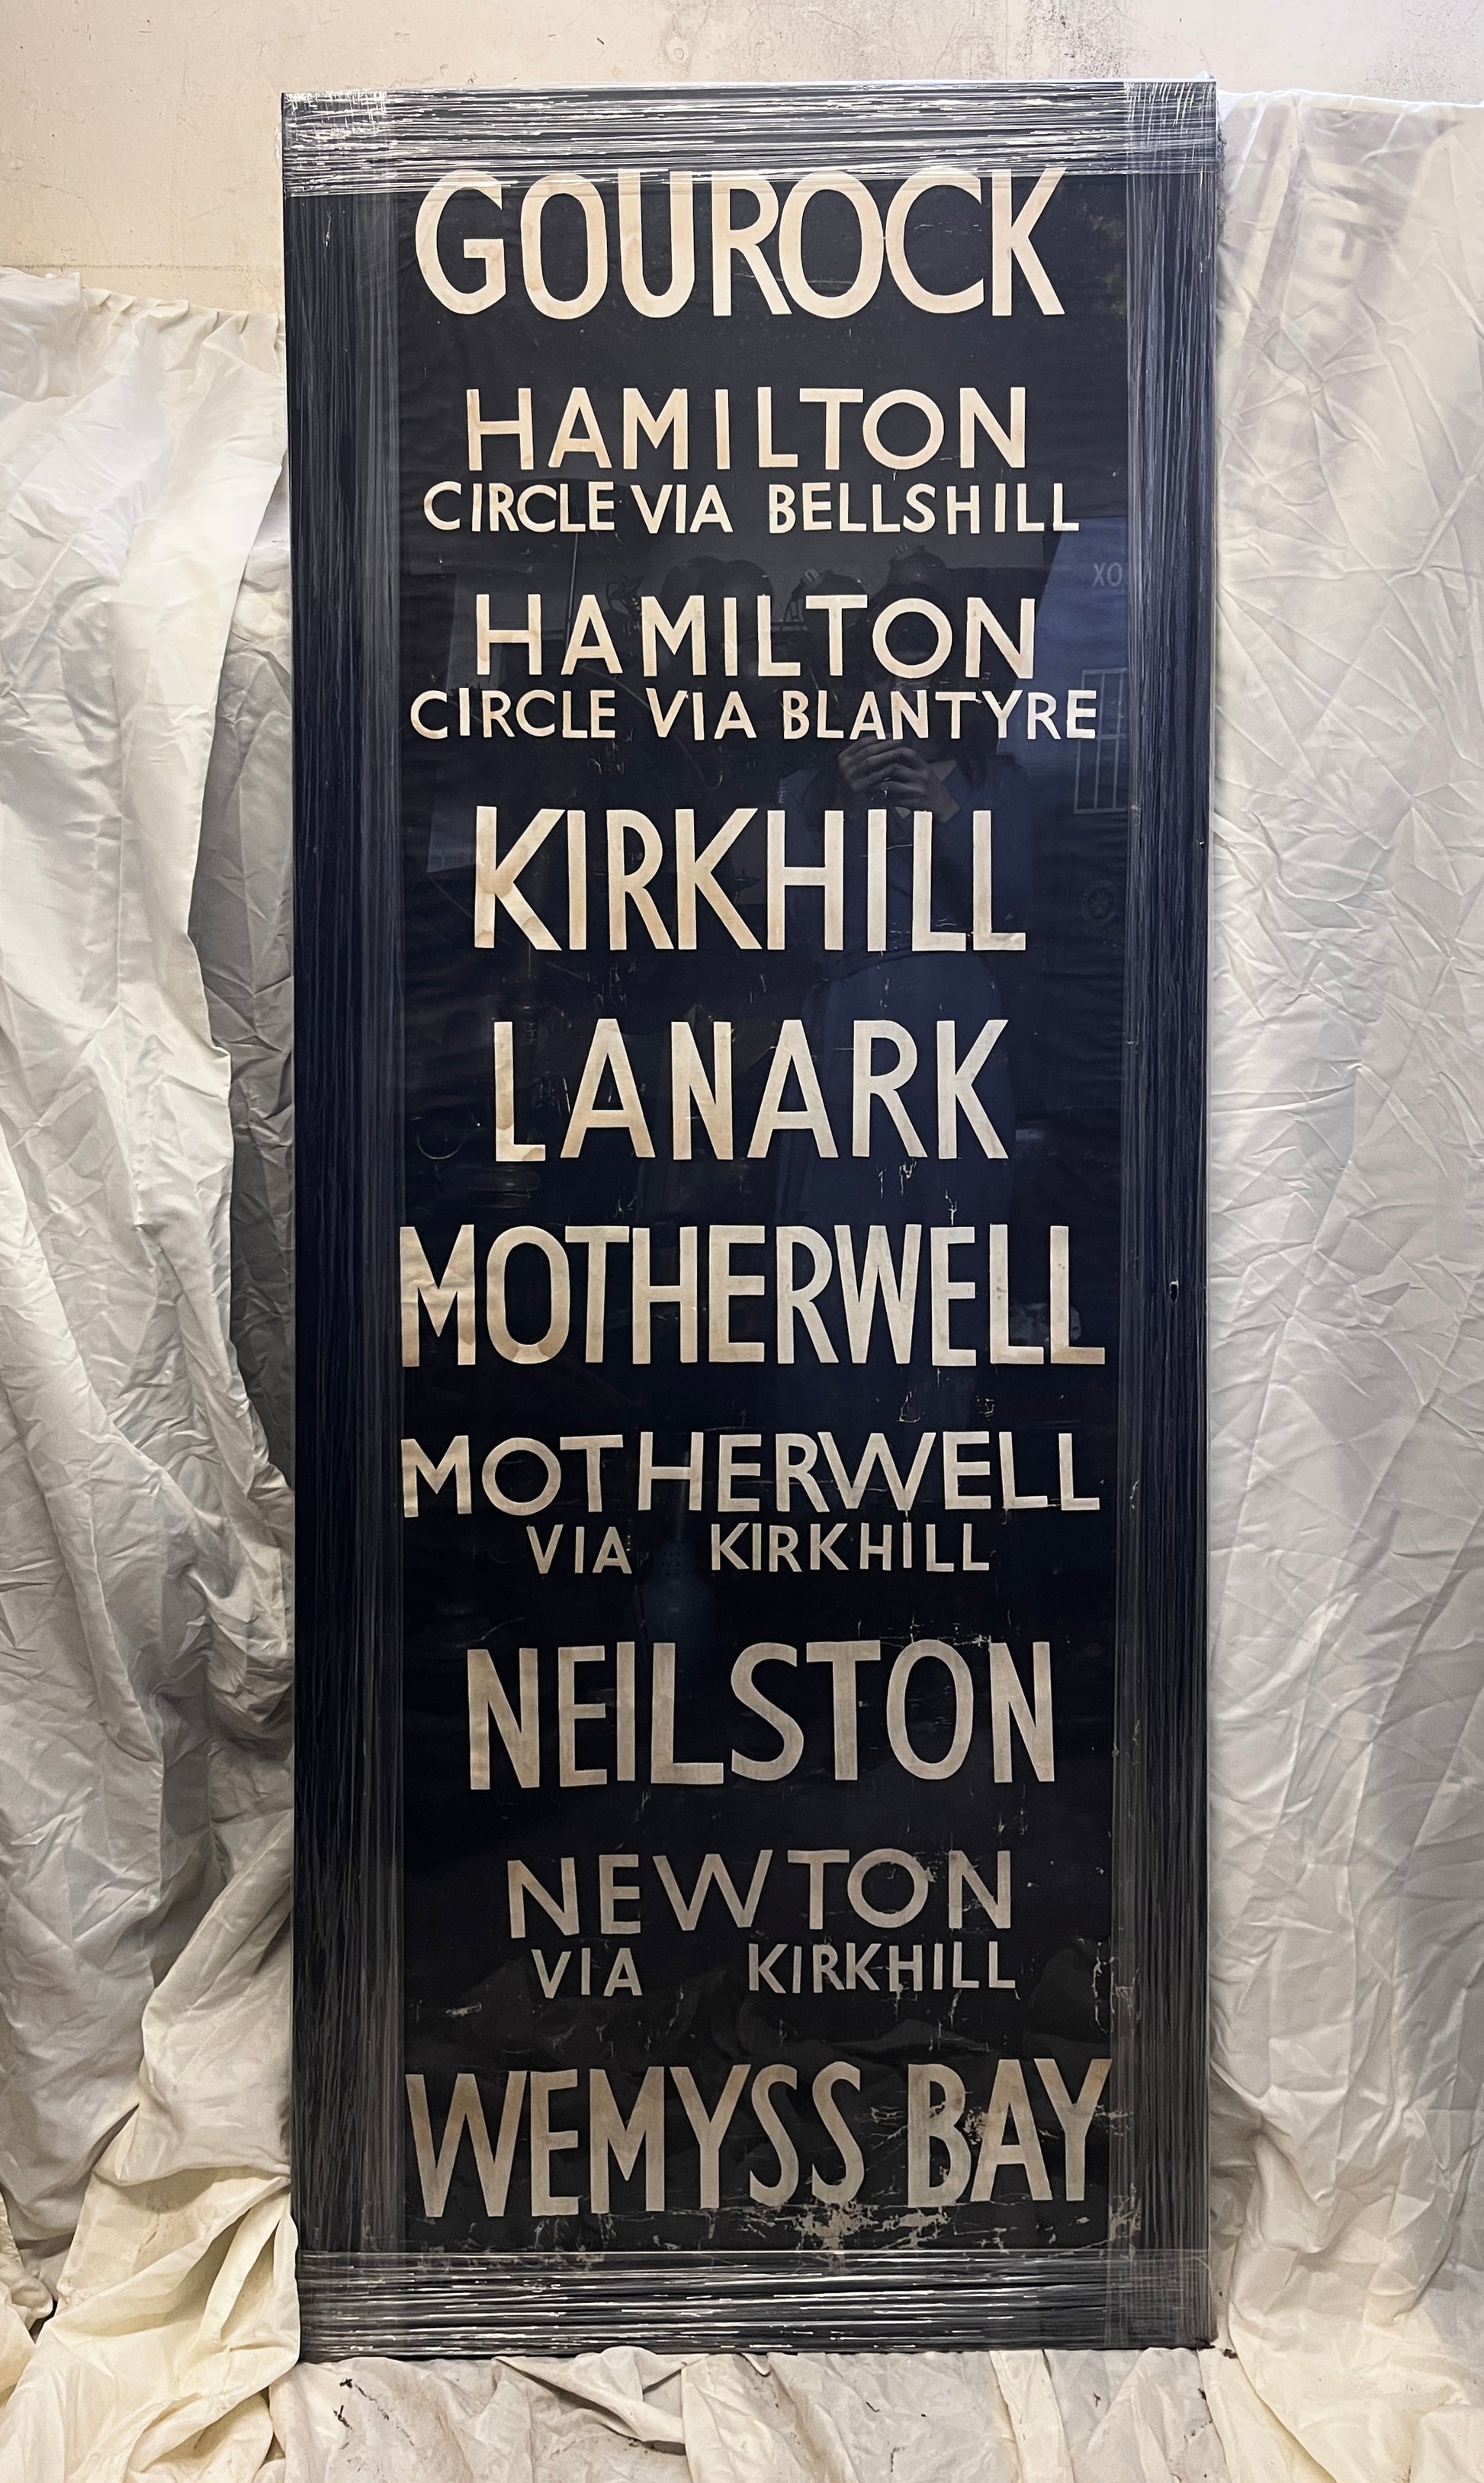 GOUROCK
HAMILTON
CIRCLE VIA BELLSHILL
HAMILTON
CIRCLE VIA BLANTYRE
KIRKHILL
LANARK
MOTHERWELL
MOTHERWELL
VIA KIRKHILL
NEILSTON
NEWTON
VIA KIRKHILL
WEMYSS BAY